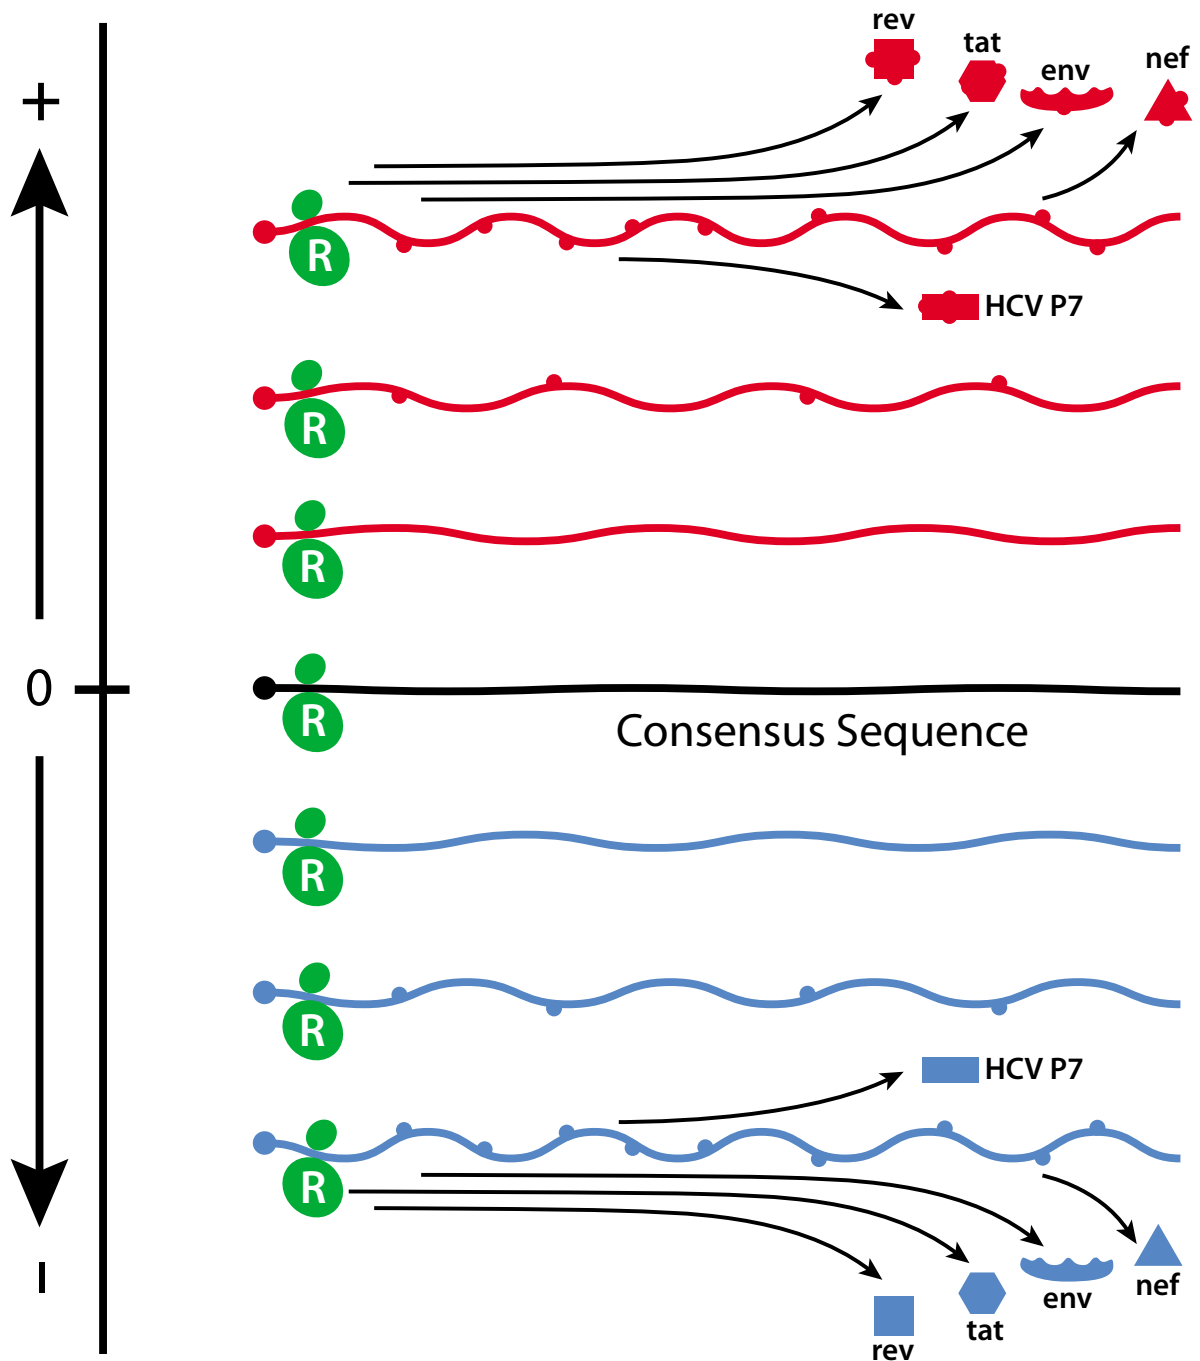 rev
tat
env
nef
+
R
HCV P7
R
R
0
R
Consensus Sequence
R
R
HCV P7
R
-
nef
env
tat
rev